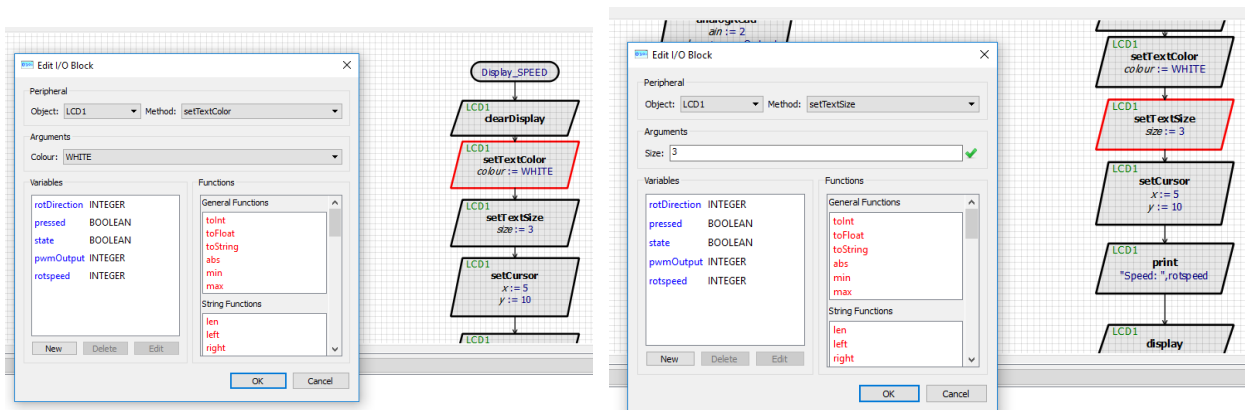 Edit I/O Block
Peripheral
Object: LCD1 Method: setTextColor
Arguments
Colour: WHITE
Variables
rotDirection INTEGER
pressed BOOLEAN
state BOOLEAN
pwmOutput INTEGER
rotspeed INTEGER
New Delete Edit
Functions
General Functions
toInt
toFloat
toString
abs
min
max
String Functions
len
left
right
OK Cancel
Display_SPEED
LCD1
clearDisplay
LCD1
setTextColor
colour := WHITE
LCD1
setTextSize
size := 3
LCD1
setCursor
x := 5
y := 10
LCD1
analogRead
ain := 2
Edit I/O Block
Peripheral
Object: LCD1 Method: setTextSize
Arguments
Size: 3
Variables
rotDirection INTEGER
pressed BOOLEAN
state BOOLEAN
pwmOutput INTEGER
rotspeed INTEGER
New Delete Edit
Functions
General Functions
toInt
toFloat
toString
abs
min
max
String Functions
len
left
right
OK Cancel
LCD1
setTextColor
colour := WHITE
LCD1
setTextSize
size := 3
LCD1
setCursor
x := 5
y := 10
LCD1
print
"Speed: ",rotspeed
LCD1
display